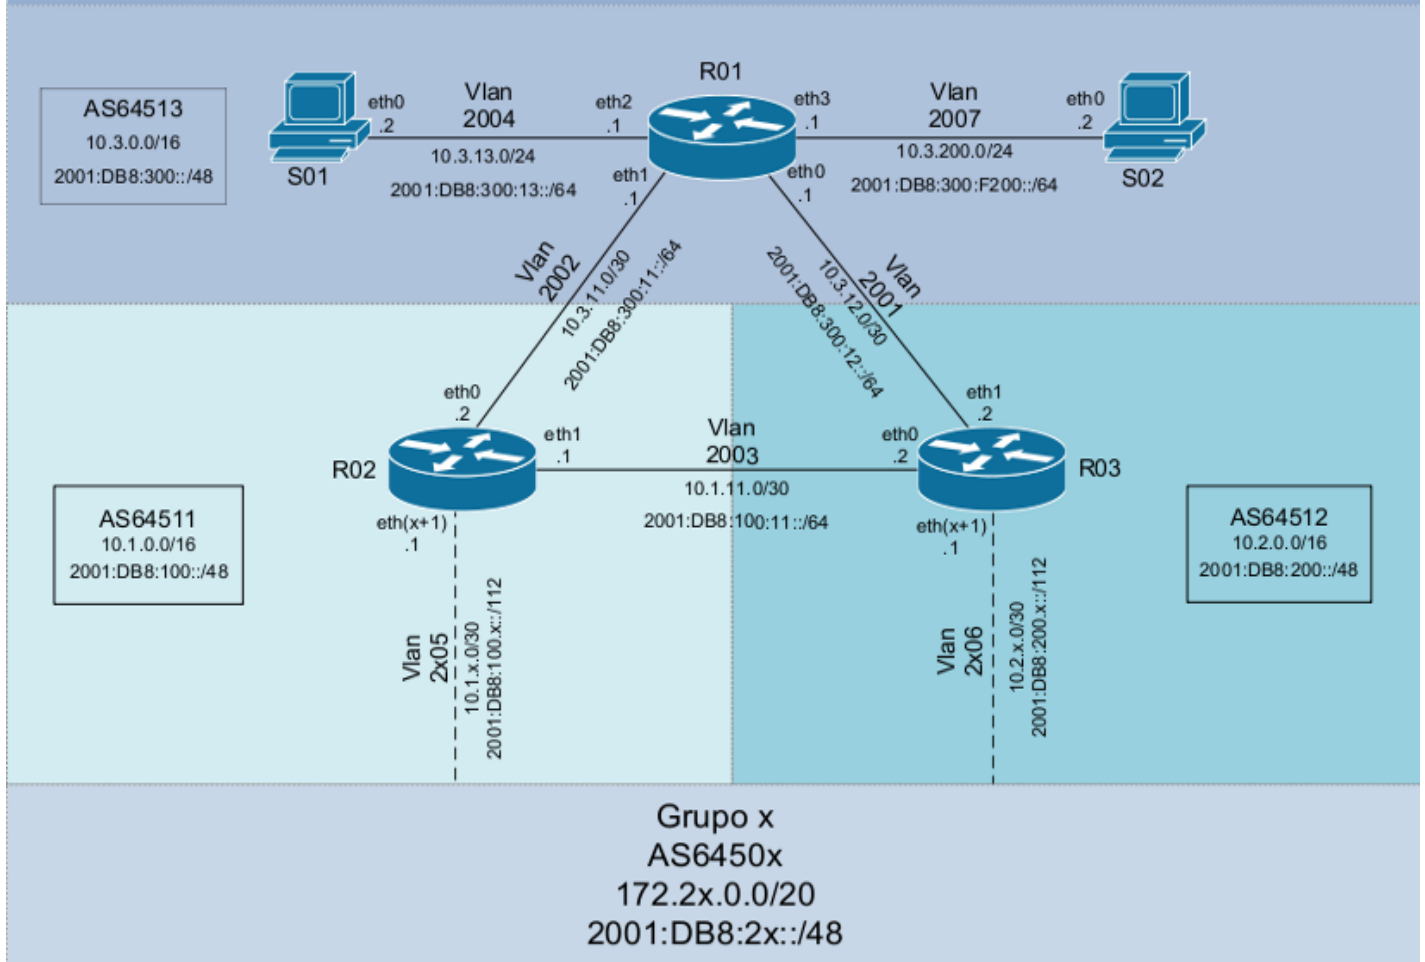 R01
AS64513
10.3.0.0/16
2001:DB8:300::/48
eth0
.2
Vlan
2004
eth2
.1
eth3
.1
Vlan
2007
eth0
.2
10.3.13.0/24
2001:DB8:300:13::/64
10.3.200.0/24
2001:DB8:300:F200::/64
S01
S02
eth1
.1
eth0
.1
Vlan
2002
10.3.11.0/30
2001:DB8:300:11::/64
Vlan
2001
10.3.12.0/30
2001:DB8:300:12::/64
eth0
.2
eth1
.2
R02
eth1
.1
Vlan
2003
eth0
.2
R03
10.1.11.0/30
2001:DB8:100:11::/64
AS64511
10.1.0.0/16
2001:DB8:100::/48
eth(x+1)
.1
eth(x+1)
.1
AS64512
10.2.0.0/16
2001:DB8:200::/48
Vlan
2x05
10.1.x.0/30
2001:DB8:100:x::/112
Vlan
2x06
10.2.x.0/30
2001:DB8:200:x::/112
Grupo x
AS6450x
172.2x.0.0/20
2001:DB8:2x::/48